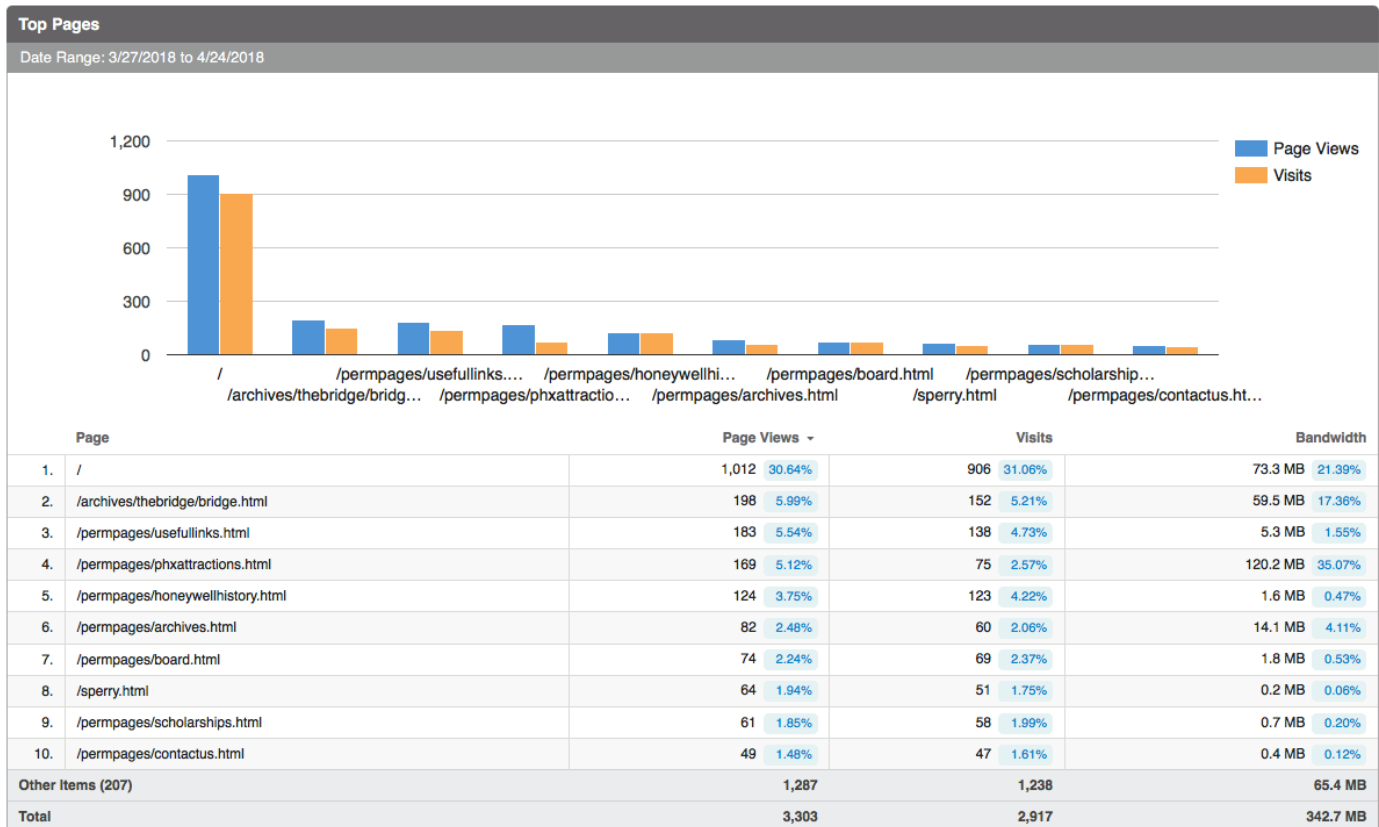 Top Pages
Date Range: 3/27/2018 to 4/24/2018
1,200
900
600
300
0
Page Views
Visits
/ /permpages/usefullinks.... /permpages/honeywellhi... /permpages/board.html /permpages/scholarship...
/archives/thebridge/bridg... /permpages/phxattractio... /permpages/archives.html /sperry.html /permpages/contactus.ht...
Page Page Views Visits Bandwidth
1. / 1,012 30.64% 906 31.06% 73.3 MB 21.39%
2. /archives/thebridge/bridge.html 198 5.99% 152 5.21% 59.5 MB 17.36%
3. /permpages/usefullinks.html 183 5.54% 138 4.73% 5.3 MB 1.55%
4. /permpages/phxattractions.html 169 5.12% 75 2.57% 120.2 MB 35.07%
5. /permpages/honeywellhistory.html 124 3.75% 123 4.22% 1.6 MB 0.47%
6. /permpages/archives.html 82 2.48% 60 2.06% 14.1 MB 4.11%
7. /permpages/board.html 74 2.24% 69 2.37% 1.8 MB 0.53%
8. /sperry.html 64 1.94% 51 1.75% 0.2 MB 0.06%
9. /permpages/scholarships.html 61 1.85% 58 1.99% 0.7 MB 0.20%
10. /permpages/contactus.html 49 1.48% 47 1.61% 0.4 MB 0.12%
Other Items (207) 1,287 1,238 65.4 MB
Total 3,303 2,917 342.7 MB